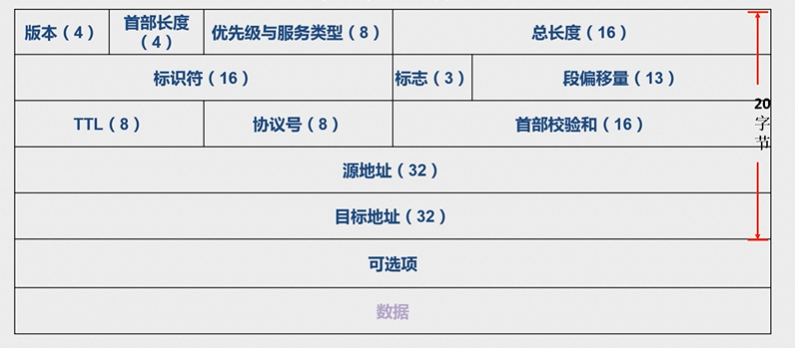 版本（4）
首部长度
（4）
优先级与服务类型（8）
总长度（16）
标识符（16）
标志（3）
段偏移量（13）
TTL（8）
协议号（8）
首部校验和（16）
20
字
节
源地址（32）
目标地址（32）
可选项
数据